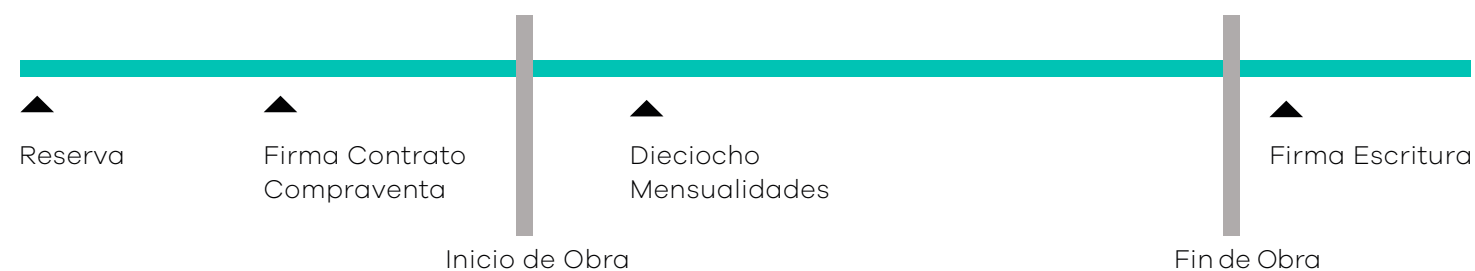 Reserva
Firma Contrato
Compraventa
Dieciocho
Mensualidades
Firma Escritura
Inicio de Obra
Fin de Obra